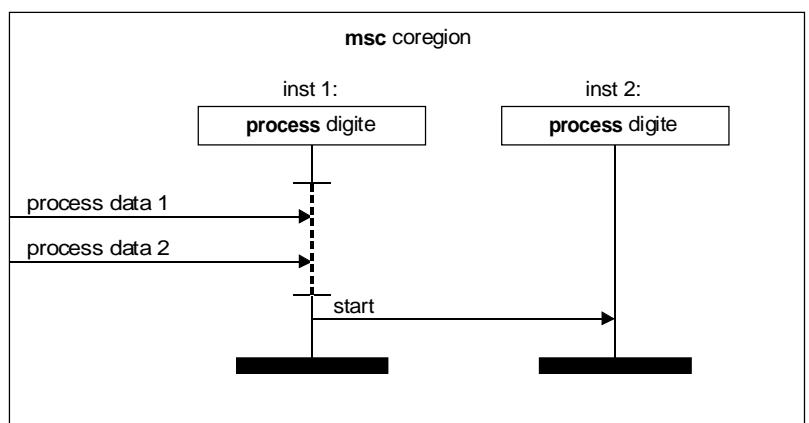 msc coregion
inst 1:
inst 2:
process digite
process digite
process data 1
process data 2
start